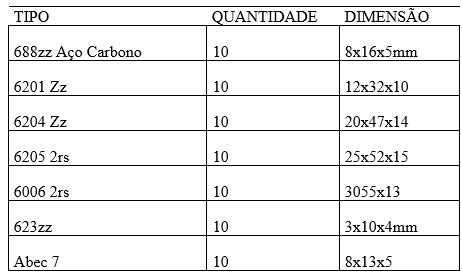 TIPO QUANTIDADE DIMENSÃO
688zz Aço Carbono 10 8x16x5mm
6201 Zz 10 12x32x10
6204 Zz 10 20x47x14
6205 2rs 10 25x52x15
6006 2rs 10 3055x13
623zz 10 3x10x4mm
Abec 7 10 8x13x5